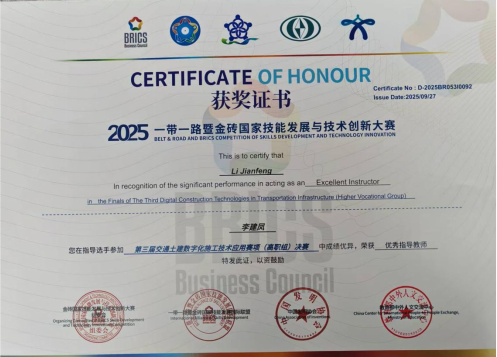 BRICS
Business Council
CERTIFICATE OF HONOUR
获奖证书
Certificate No : D-2025BR053I0092
Issue Date:2025/09/27
2025 一带一路暨金砖国家技能发展与技术创新大赛
BELT & ROAD AND BRICS COMPETITION OF SKILLS DEVELOPMENT AND TECHNOLOGY INNOVATION
This is to certify that
Li Jianfeng
In recognition of the significant performance in acting as an Excellent Instructor
in the Finals of The Third Digital Construction Technologies in Transportation Infrastructure (Higher Vocational Group)
李建凤
您在指导选手参加 第三届交通土建数字化施工技术应用赛项（高职组）决赛 中成绩优异，荣获 优秀指导教师
特发此证，以资鼓励
BRICS
Business Council